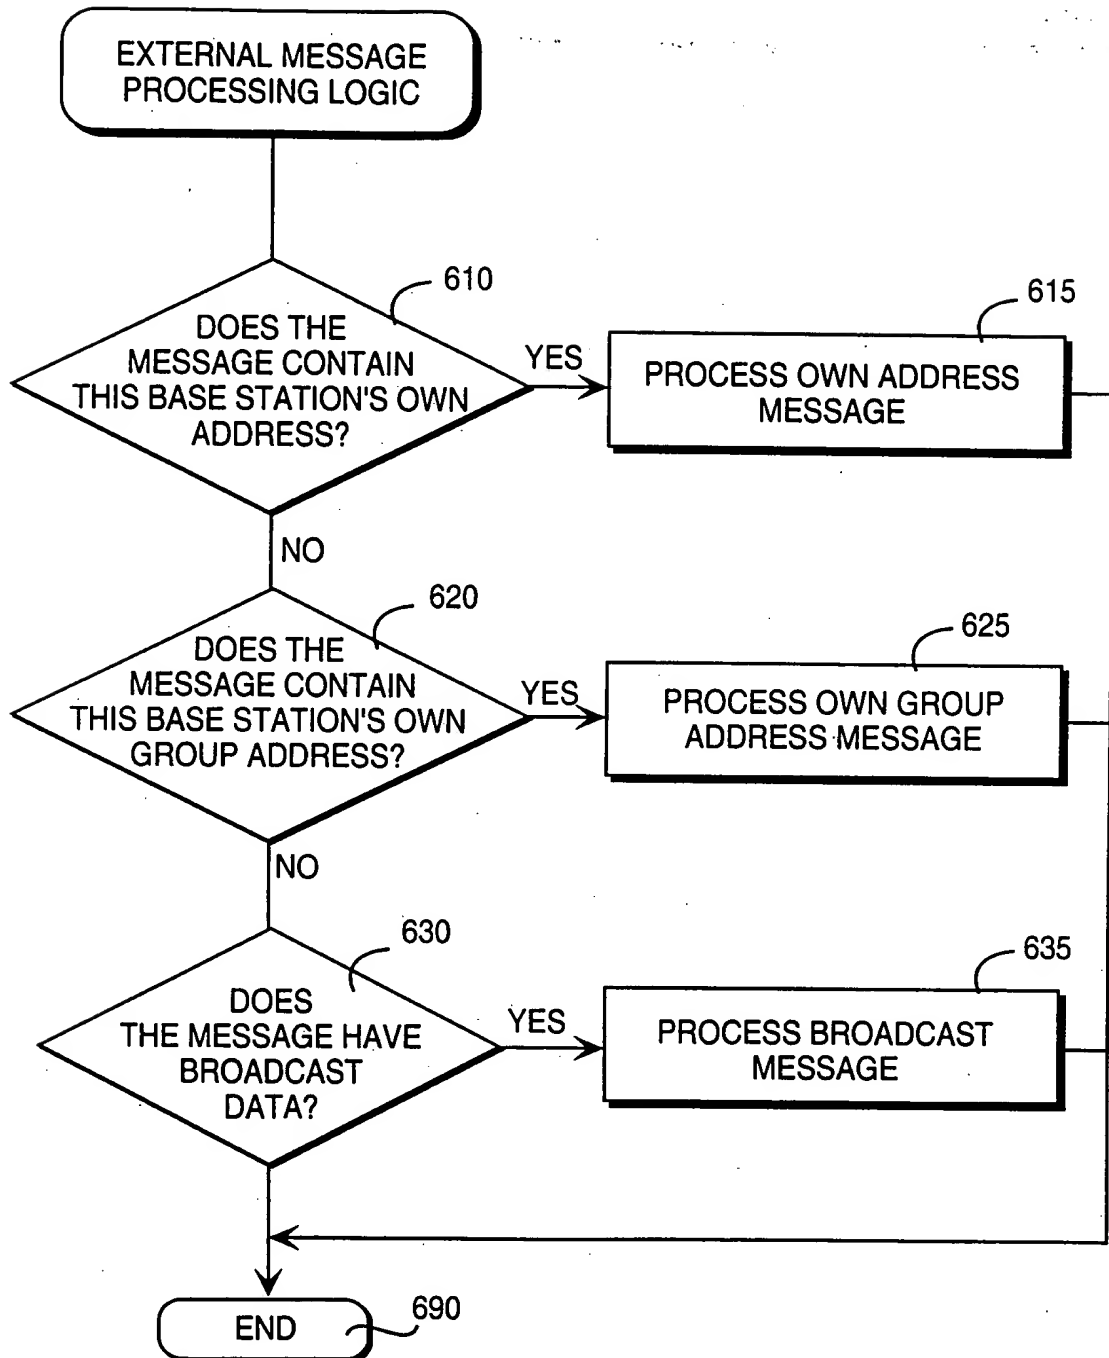 EXTERNAL MESSAGE
PROCESSING LOGIC
610
DOES THE
MESSAGE CONTAIN
THIS BASE STATION'S OWN
ADDRESS?
YES
615
PROCESS OWN ADDRESS
MESSAGE
NO
620
DOES THE
MESSAGE CONTAIN
THIS BASE STATION'S OWN
GROUP ADDRESS?
YES
625
PROCESS OWN GROUP
ADDRESS MESSAGE
NO
630
DOES
THE MESSAGE HAVE
BROADCAST
DATA?
YES
635
PROCESS BROADCAST
MESSAGE
END
690